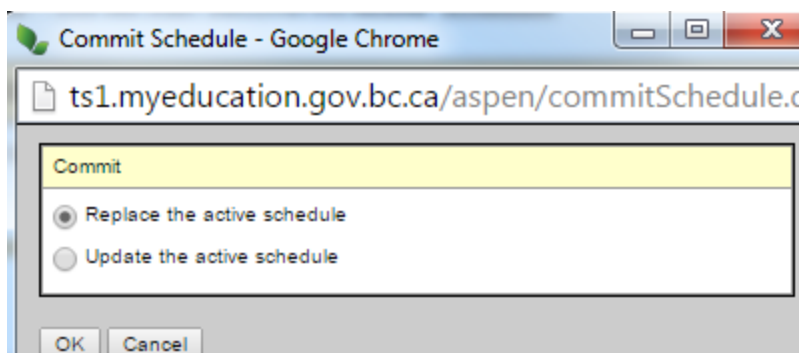 Commit Schedule - Google Chrome
ts1.myeducation.gov.bc.ca/aspen/commitSchedule.
Commit
Replace the active schedule
Update the active schedule
OK Cancel